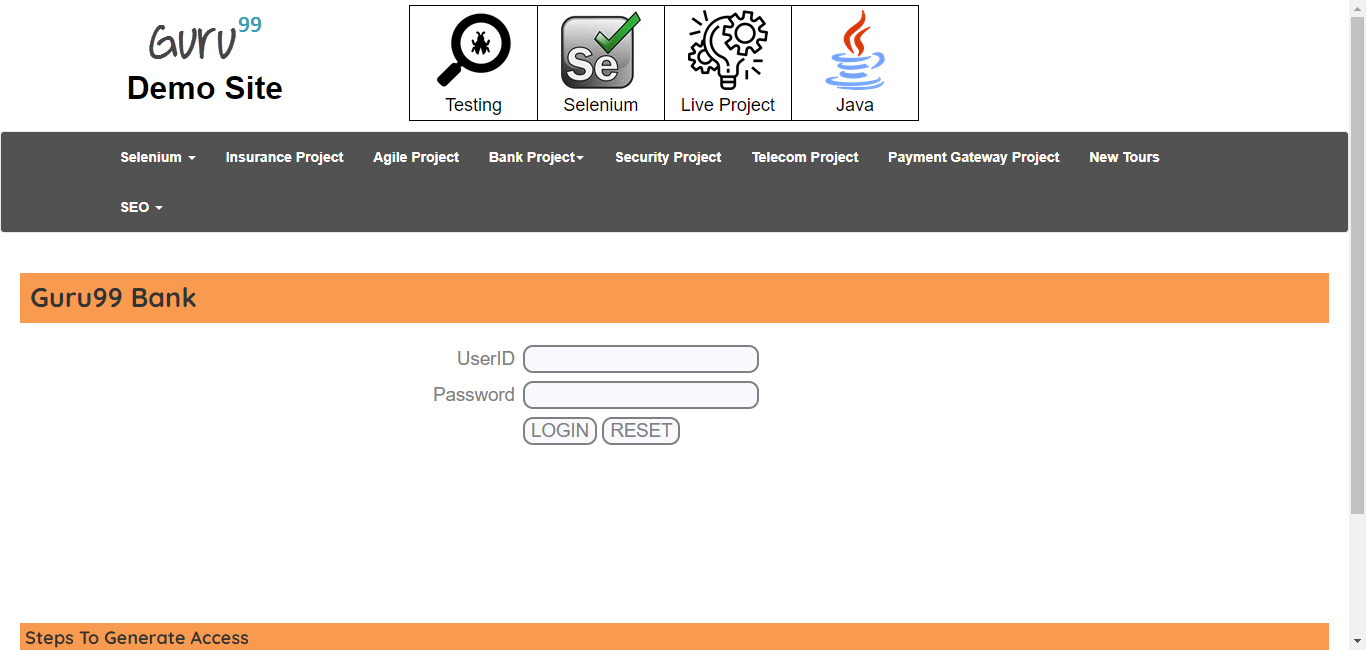 Guru99
Demo Site
Se
Testing Selenium Live Project Java
Selenium Insurance Project Agile Project Bank Project Security Project Telecom Project Payment Gateway Project New Tours
SEO
Guru99 Bank
UserID
Password
LOGIN RESET
Steps To Generate Access